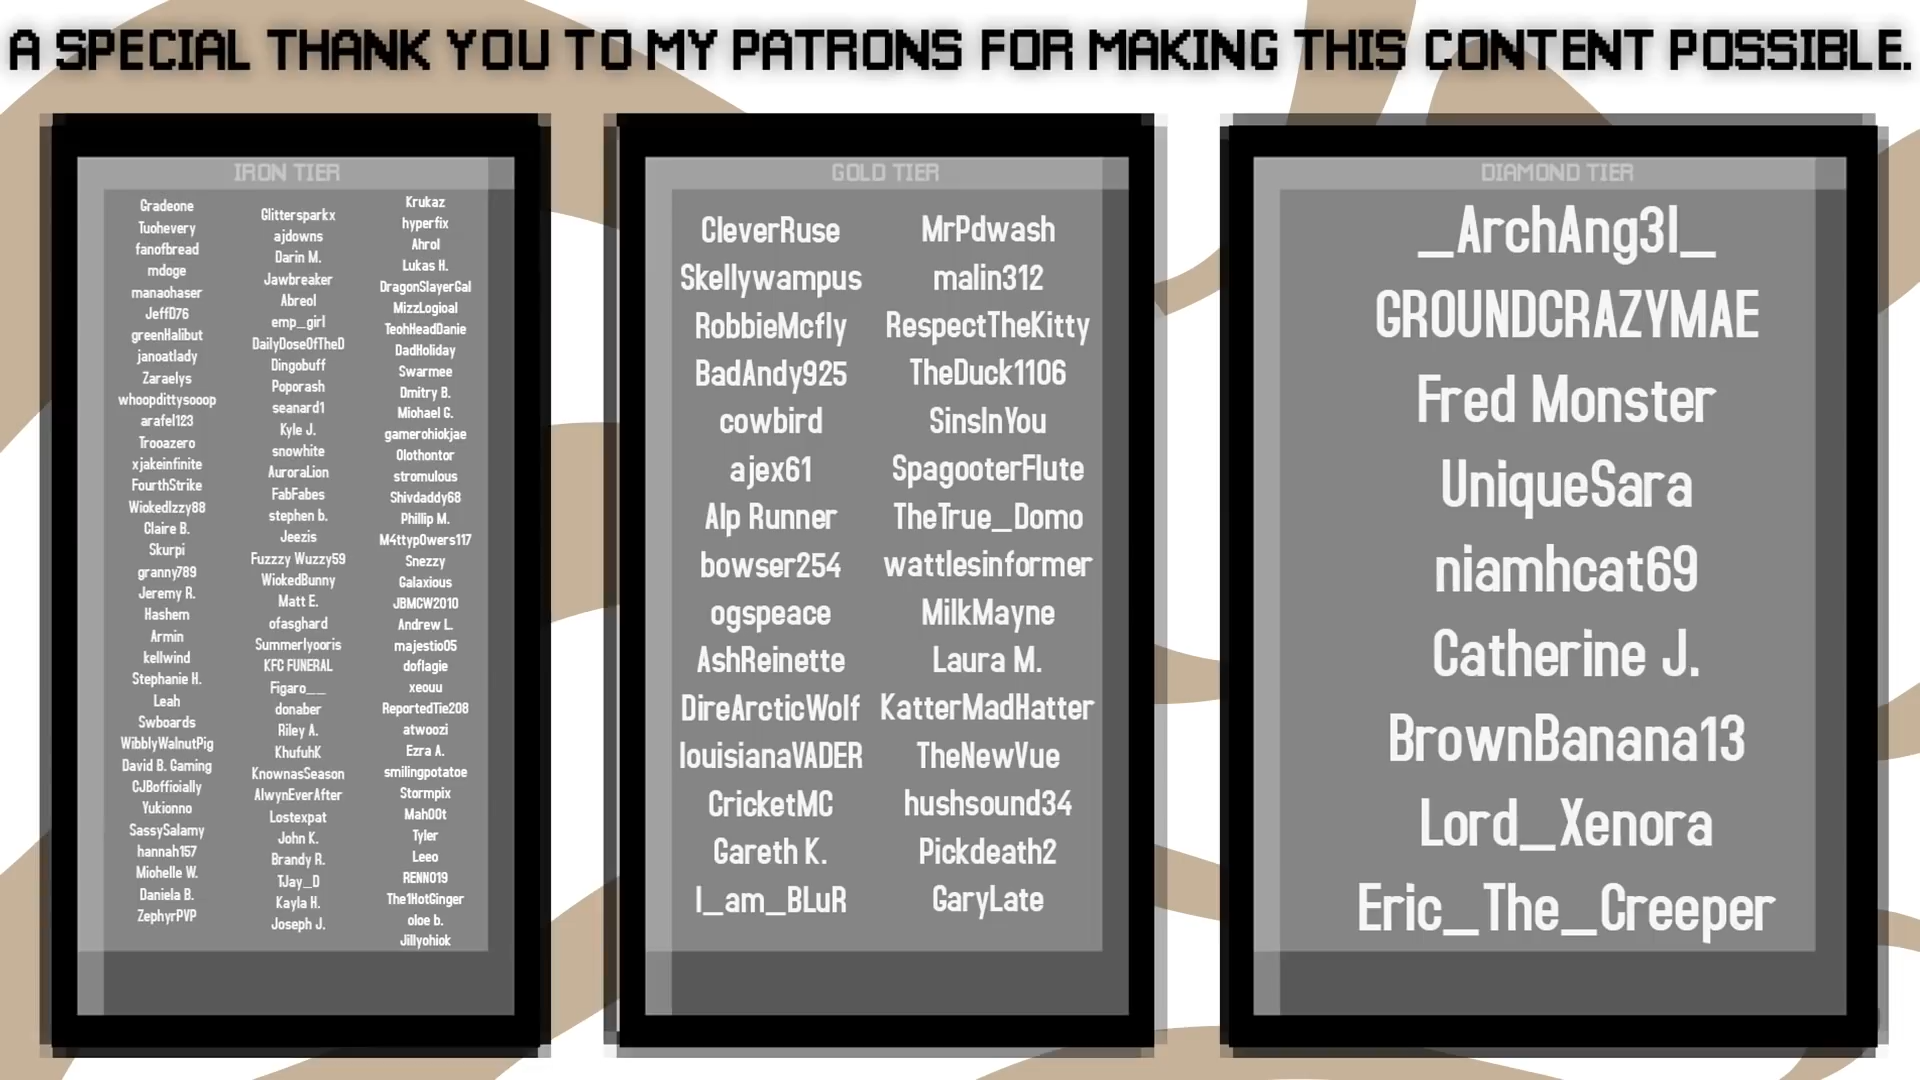 A SPECIAL THANK YOU TO MY PATRONS FOR MAKING THIS CONTENT POSSIBLE.
IRON TIER
Gradeone
Tuohevery
fanofbread
mdoge
manaohaser
JeffD76
greenHalibut
janoatlady
Zaraelys
whoopdittysooop
arafel123
Trooazero
xjakeinfinite
FourthStrike
WiokedIzzy88
Claire B.
Skurpi
granny789
Jeremy R.
Hashem
Armin
kellwind
Stephanie H.
Leah
Swboards
WibblyWalnutPig
David B. Gaming
CJBoffioially
Yukionno
SassySalamy
hannah157
Miohelle W.
Daniela B.
ZephyrPVP
Glittersparkx
ajdowns
Darin M.
Jawbreaker
Abreol
emp_girl
DailyDoseOfTheD
Dingobuff
Poporash
seanard1
Kyle J.
snowhite
AuroraLion
FabFabes
stephen b.
Jeezis
Fuzzzy Wuzzy59
WiokedBunny
Matt E.
ofasghard
Summerlyooris
KFC FUNERAL
Figaro__
donaber
Riley A.
KhufuhK
KnownasSeason
AlwynEverAfter
Lostexpat
John K.
Brandy R.
TJay_D
Kayla H.
Joseph J.
Krukaz
hyperfix
Ahrol
Lukas H.
DragonSlayerGal
MizzLogioal
TeohHeadDanie
DadHoliday
Swarmee
Dmitry B.
Miohael G.
gamerohiokjae
Olothontor
stromulous
Shivdaddy68
Phillip M.
M4ttyp0wers117
Snezzy
Galaxious
JBMCW2010
Andrew L.
majestio05
doflagie
xeouu
ReportedTie208
atwoozi
Ezra A.
smilingpotatoe
Stormpix
Mah00t
Tyler
Leeo
RENNO19
The1HotGinger
oloe b.
Jillyohiok
GOLD TIER
CleverRuse
Skellywampus
RobbieMcfly
BadAndy925
cowbird
ajex61
Alp Runner
bowser254
ogspeace
AshReinette
DireArcticWolf
louisianaVADER
CricketMC
Gareth K.
I_am_BLuR
MrPdwash
malin312
RespectTheKitty
TheDuck1106
SinsInYou
SpagooterFlute
TheTrue_Domo
wattlesinformer
MilkMayne
Laura M.
KatterMadHatter
TheNewVue
hushsound34
Pickdeath2
GaryLate
DIAMOND TIER
_ArchAng3l_
GROUNDCRAZYMAE
Fred Monster
UniqueSara
niamhcat69
Catherine J.
BrownBanana13
Lord_Xenora
Eric_The_Creeper